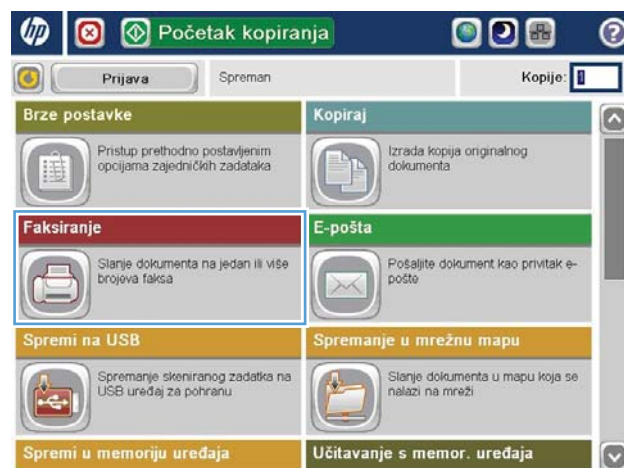 hp
Početak kopiranja
?
Prijava
Spreman
Kopije: 1
Brze postavke
Pristup prethodno postavljenim
opcijama zajedničkih zadataka
Kopiraj
Izrada kopija originalnog
dokumenta
Faksiranje
Slanje dokumenta na jedan ili više
brojeva faksa
E-pošta
Pošaljite dokument kao privitak e-
pošte
Spremi na USB
Spremanje skeniranog zadatka na
USB uređaj za pohranu
Spremanje u mrežnu mapu
Slanje dokumenta u mapu koja se
nalazi na mreži
Spremi u memoriju uređaja
Učitavanje s memor. uređaja